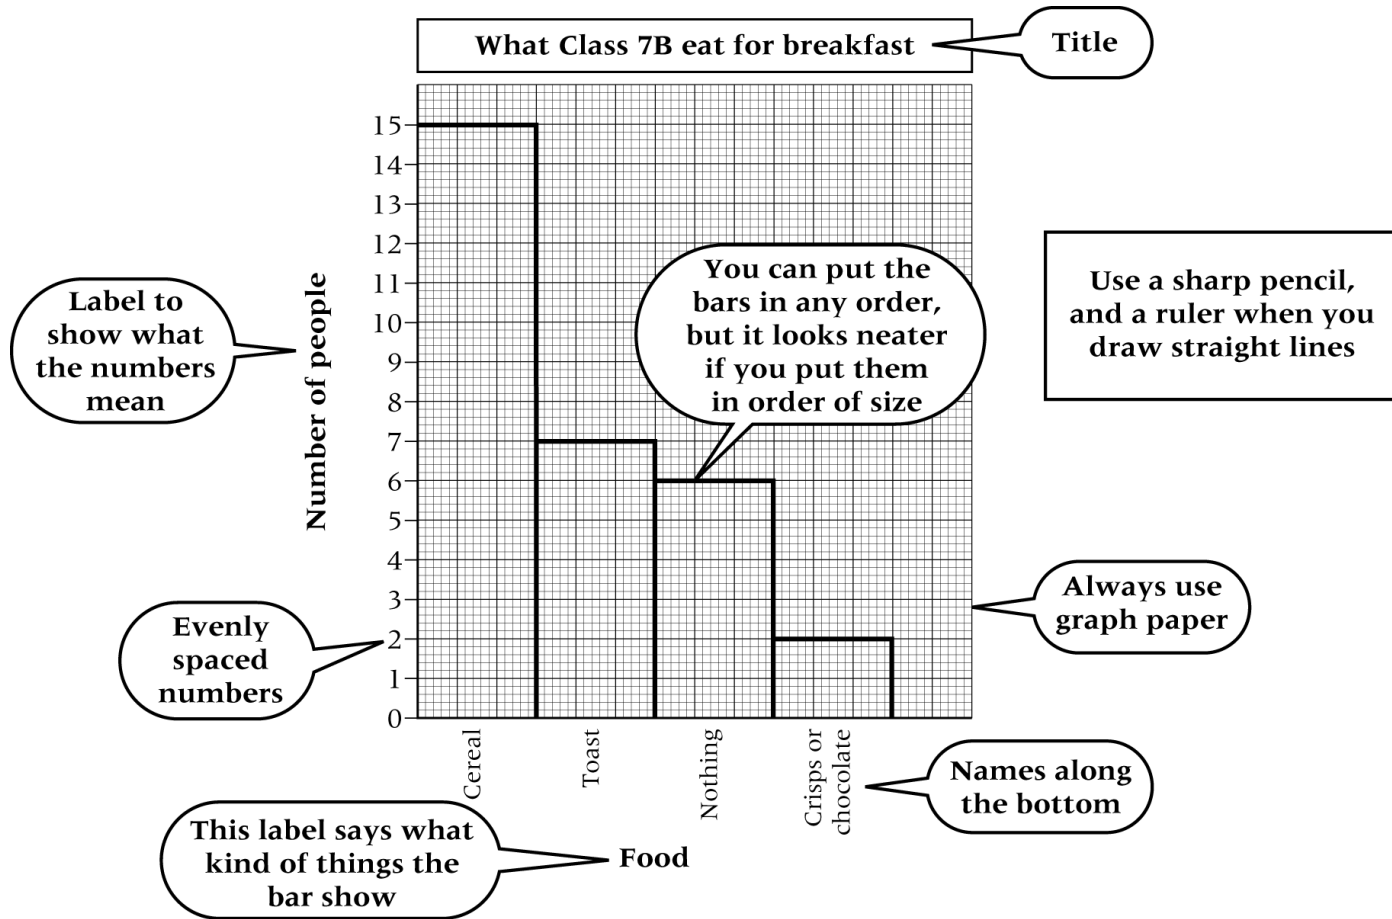 What Class 7B eat for breakfast
Title
15
14
13
12
11
10
9
8
7
6
5
4
3
2
1
0
Number of people
Label to
show what
the numbers
mean
You can put the
bars in any order,
but it looks neater
if you put them
in order of size
Use a sharp pencil,
and a ruler when you
draw straight lines
Evenly
spaced
numbers
Always use
graph paper
Cereal
Toast
Nothing
Crisps or
chocolate
Names along
the bottom
This label says what
kind of things the
bar show
Food